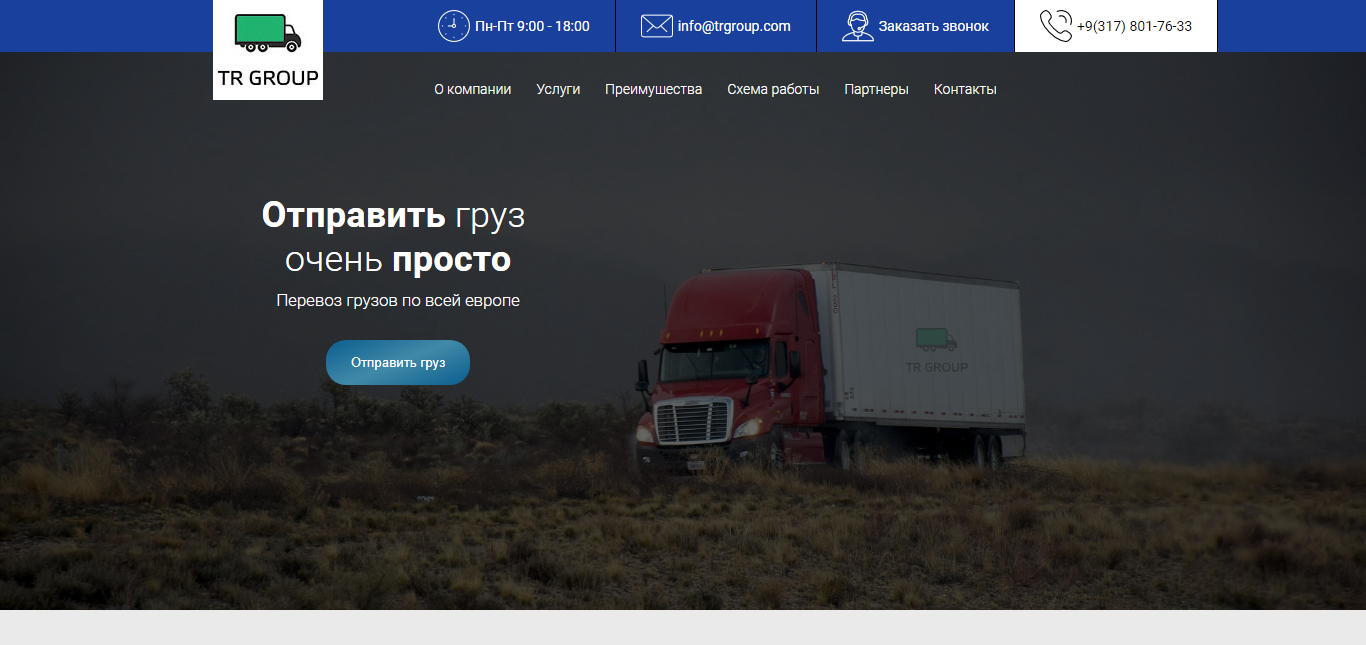 TR GROUP
Пн-Пт 9:00 - 18:00
info@trgroup.com
Заказать звонок
+9(317) 801-76-33
О компании Услуги Преимушества Схема работы Партнеры Контакты
Отправить груз
очень просто
Перевоз грузов по всей европе
Отправить груз
TR GROUP